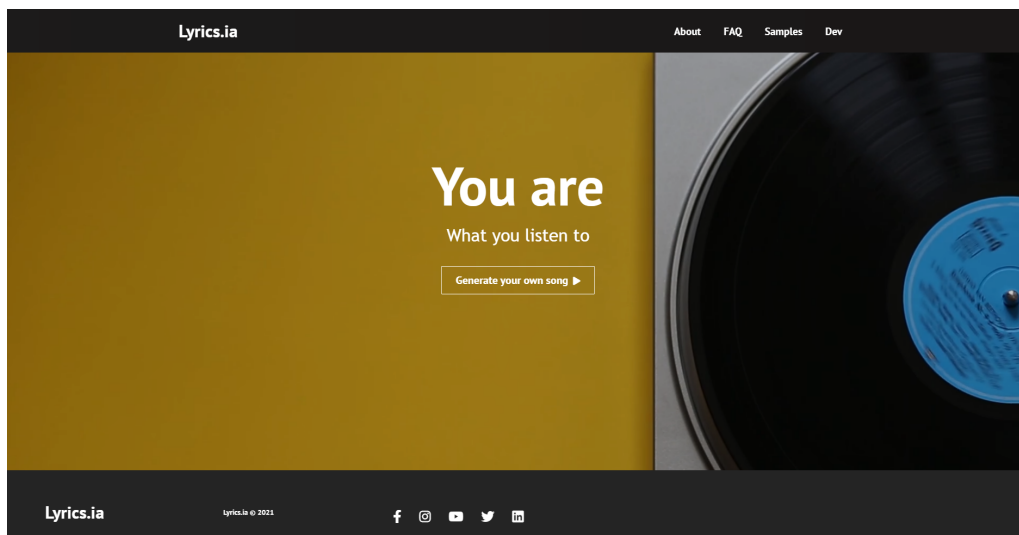 Lyrics.ia
About FAQ Samples Dev
You are
What you listen to
Generate your own song
Lyrics.ia
Lyrics.ia © 2021